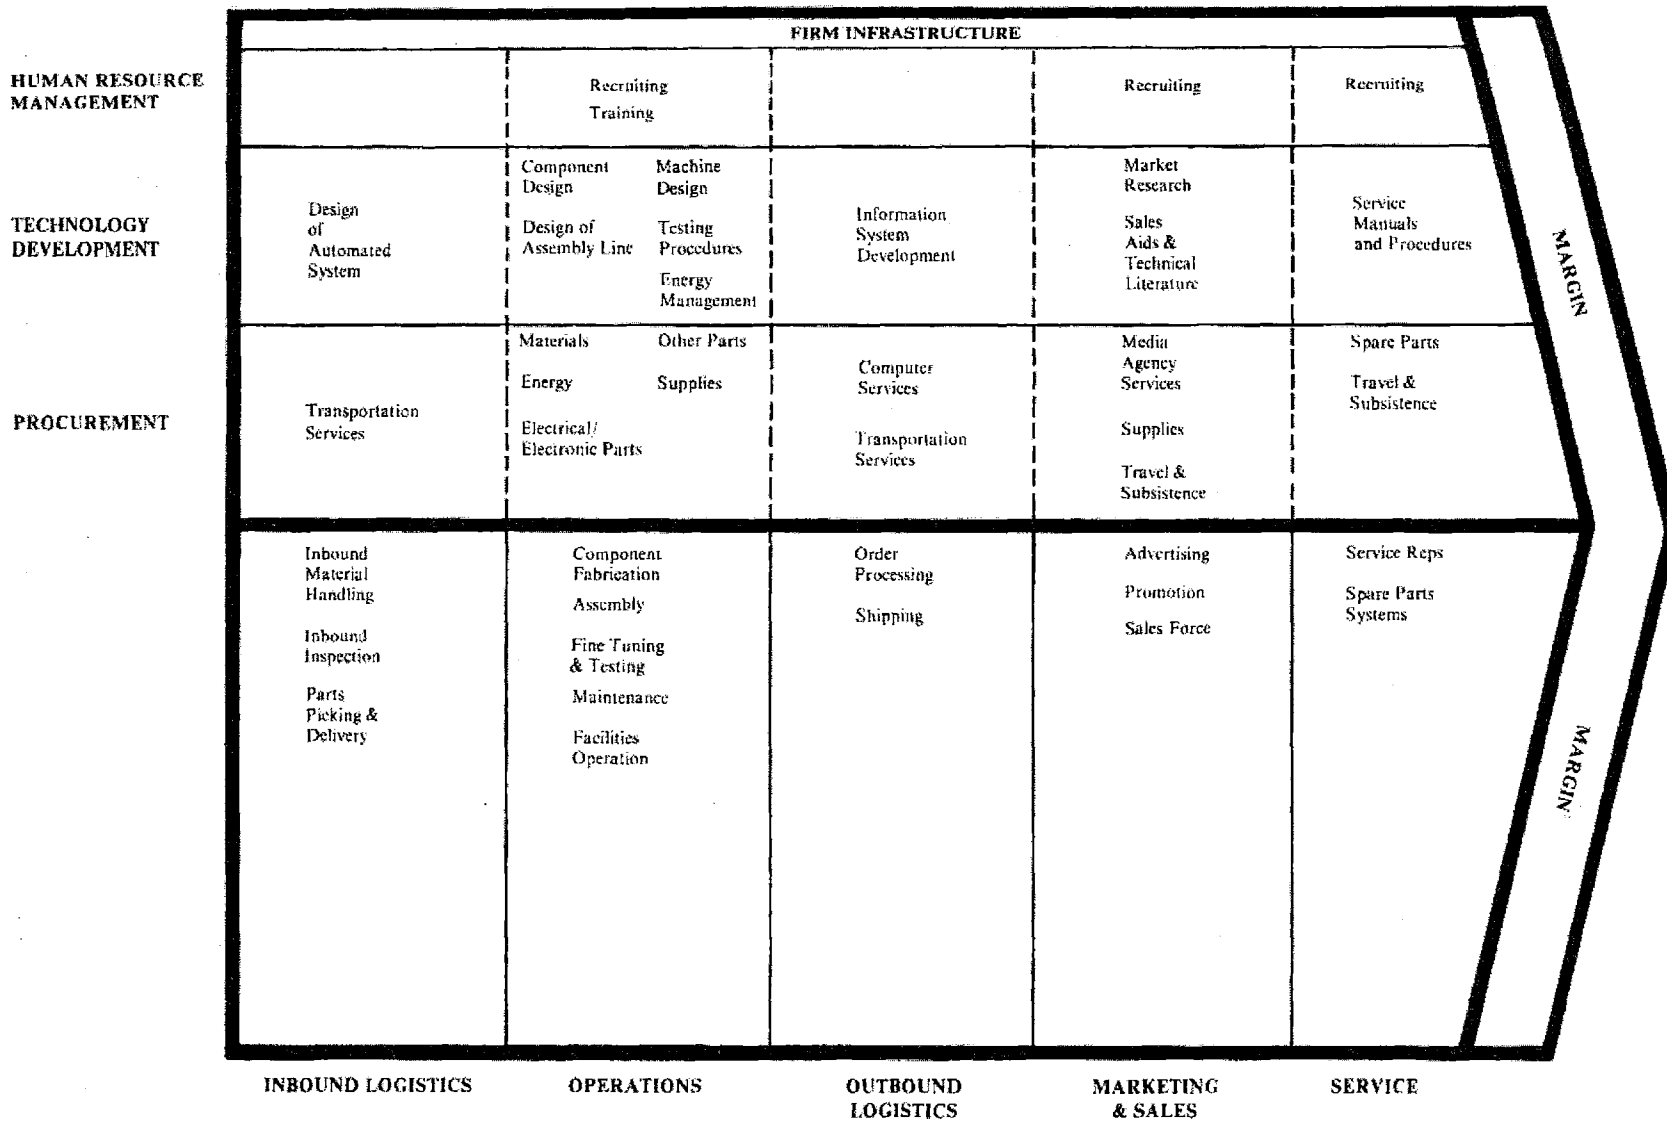 FIRM INFRASTRUCTURE
HUMAN RESOURCE
MANAGEMENT
Recruiting
Training
Recruiting
Recruiting
TECHNOLOGY
DEVELOPMENT
Design
of
Automated
System
Component
Design
Design of
Assembly Line
Machine
Design
Testing
Procedures
Energy
Management
Information
System
Development
Market
Research
Sales
Aids &
Technical
Literature
Service
Manuals
and Procedures
MARGIN
PROCUREMENT
Transportation
Services
Materials
Energy
Electrical/
Electronic Parts
Other Parts
Supplies
Computer
Services
Transportation
Services
Media
Agency
Services
Supplies
Travel &
Subsistence
Spare Parts
Travel &
Subsistence
Inbound
Material
Handling
Inbound
Inspection
Parts
Picking &
Delivery
Component
Fabrication
Assembly
Fine Tuning
& Testing
Maintenance
Facilities
Operation
Order
Processing
Shipping
Advertising
Promotion
Sales Force
Service Reps
Spare Parts
Systems
MARGIN
INBOUND LOGISTICS
OPERATIONS
OUTBOUND
LOGISTICS
MARKETING
& SALES
SERVICE